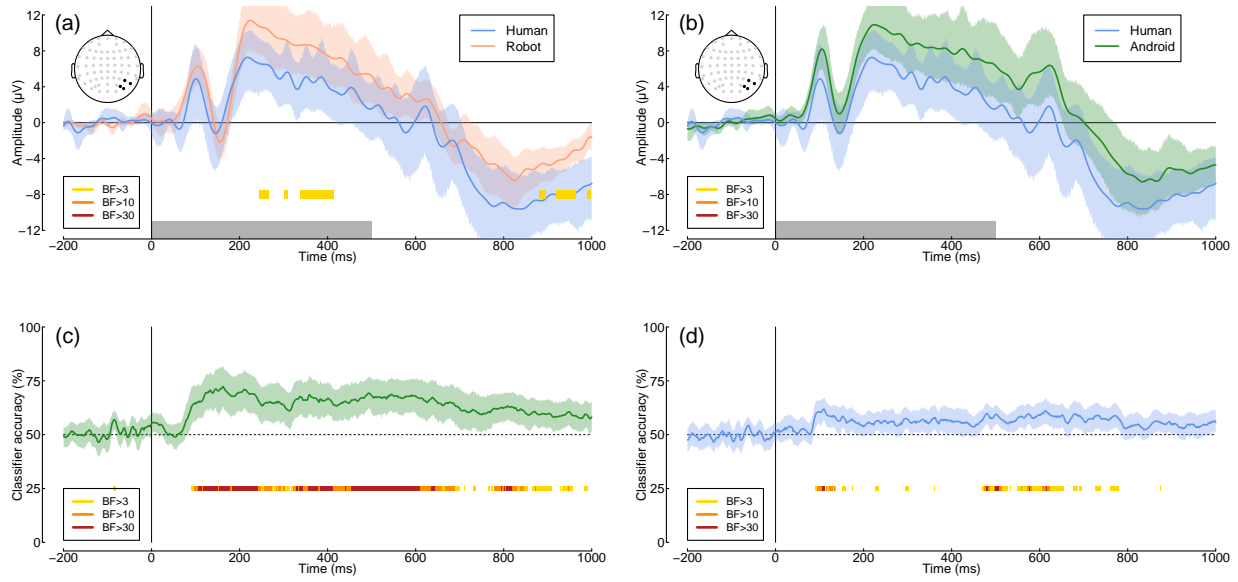 (a)
Human
Robot
12
8
4
0
−4
−8
−12
Amplitude (µV)
BF>3
BF>10
BF>30
−200
0
200
400
600
800
1000
Time (ms)
(b)
Human
Android
12
8
4
0
−4
−8
−12
Amplitude (µV)
BF>3
BF>10
BF>30
−200
0
200
400
600
800
1000
Time (ms)
(c)
100
75
50
25
0
Classifier accuracy (%)
BF>3
BF>10
BF>30
−200
0
200
400
600
800
1000
Time (ms)
(d)
100
75
50
25
0
Classifier accuracy (%)
BF>3
BF>10
BF>30
−200
0
200
400
600
800
1000
Time (ms)